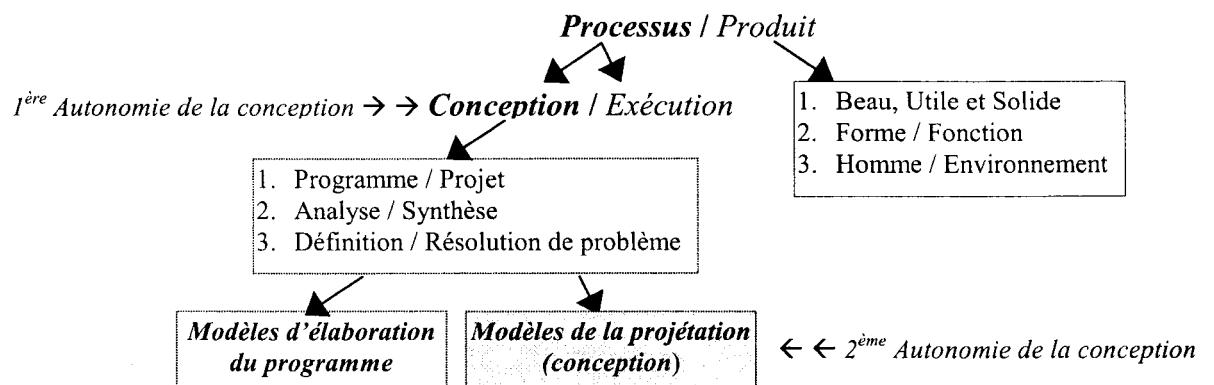 Processus / Produit
1ère Autonomie de la conception → → Conception / Exécution
1. Beau, Utile et Solide
2. Forme / Fonction
3. Homme / Environnement
1. Programme / Projet
2. Analyse / Synthèse
3. Définition / Résolution de problème
Modèles d'élaboration
du programme
Modèles de la projétation
(conception)
← ← 2ème Autonomie de la conception